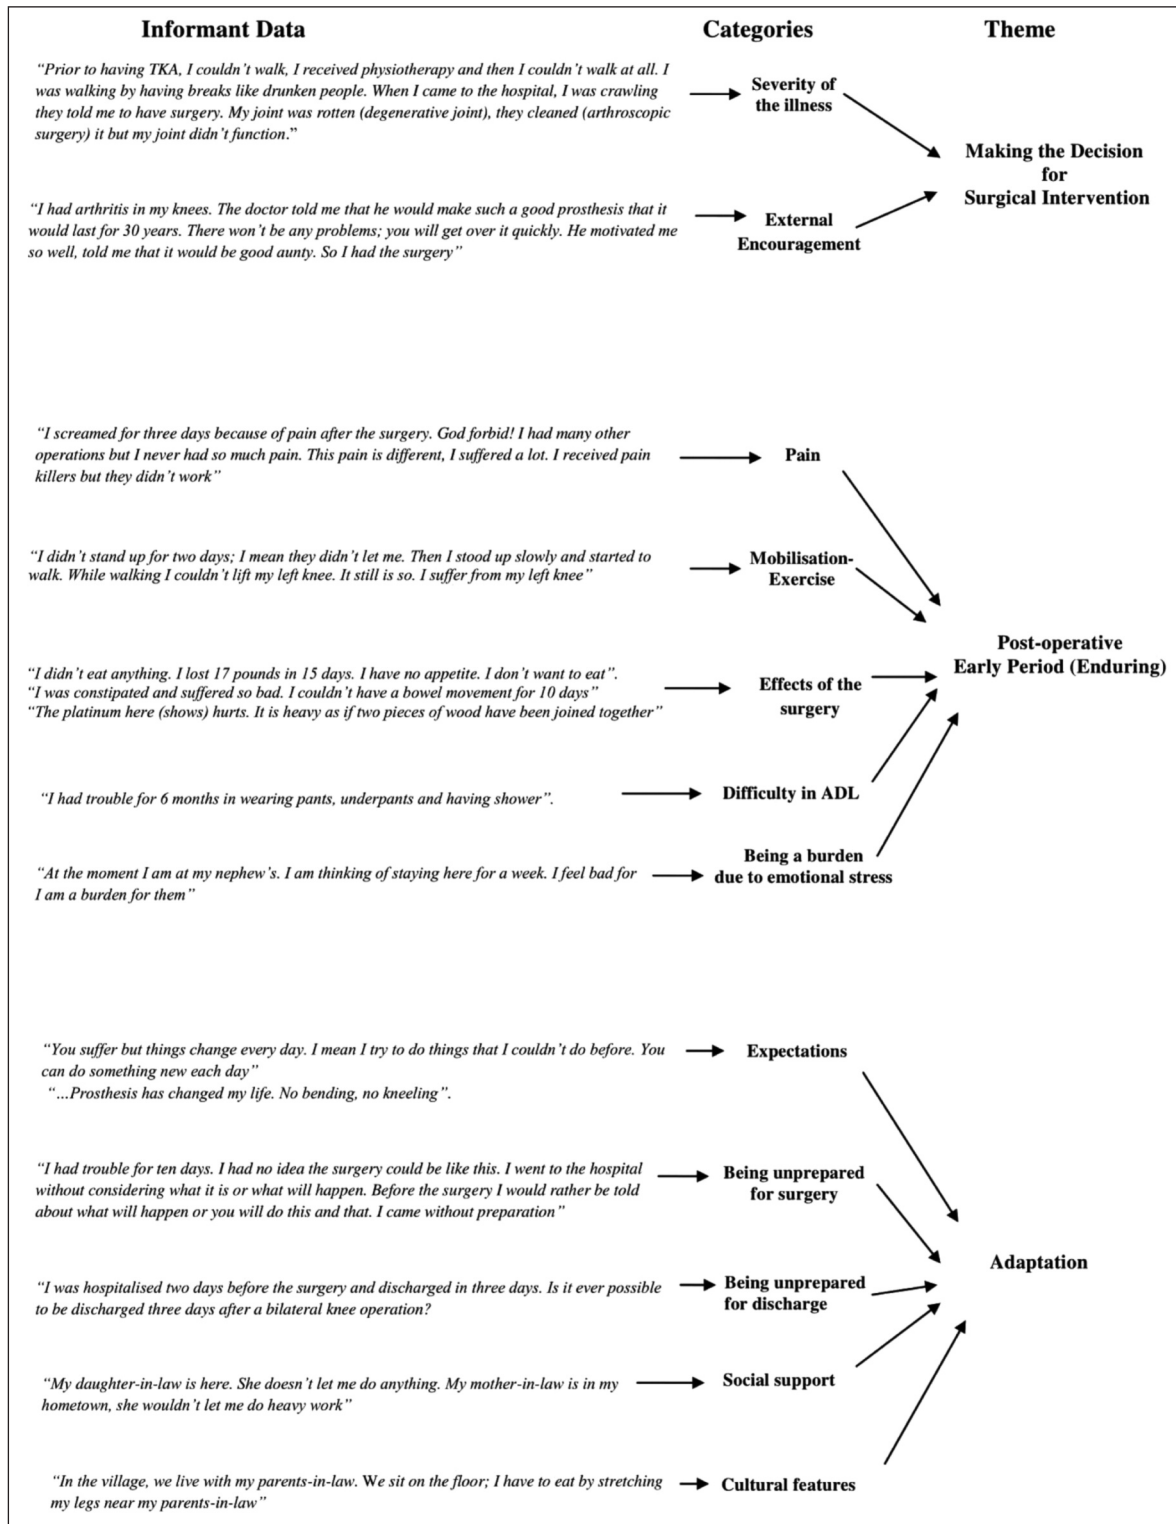 Informant Data
Categories
Theme
“Prior to having TKA, I couldn’t walk, I received physiotherapy and then I couldn’t walk at all. I
was walking by having breaks like drunken people. When I came to the hospital, I was crawling
they told me to have surgery. My joint was rotten (degenerative joint), they cleaned (arthroscopic
surgery) it but my joint didn’t function.”
Severity of
the illness
“I had arthritis in my knees. The doctor told me that he would make such a good prosthesis that it
would last for 30 years. There won’t be any problems; you will get over it quickly. He motivated me
so well, told me that it would be good aunty. So I had the surgery”
External
Encouragement
Making the Decision
for
Surgical Intervention
“I screamed for three days because of pain after the surgery. God forbid! I had many other
operations but I never had so much pain. This pain is different, I suffered a lot. I received pain
killers but they didn’t work”
Pain
“I didn’t stand up for two days; I mean they didn’t let me. Then I stood up slowly and started to
walk. While walking I couldn’t lift my left knee. It still is so. I suffer from my left knee”
Mobilisation-
Exercise
“I didn’t eat anything. I lost 17 pounds in 15 days. I have no appetite. I don’t want to eat”.
“I was constipated and suffered so bad. I couldn’t have a bowel movement for 10 days”
“The platinum here (shows) hurts. It is heavy as if two pieces of wood have been joined together”
Effects of the
surgery
Post-operative
Early Period (Enduring)
“I had trouble for 6 months in wearing pants, underpants and having shower”.
Difficulty in ADL
“At the moment I am at my nephew’s. I am thinking of staying here for a week. I feel bad for
I am a burden for them”
Being a burden
due to emotional stress
“You suffer but things change every day. I mean I try to do things that I couldn’t do before. You
can do something new each day”
“…Prosthesis has changed my life. No bending, no kneeling”.
Expectations
“I had trouble for ten days. I had no idea the surgery could be like this. I went to the hospital
without considering what it is or what will happen. Before the surgery I would rather be told
about what will happen or you will do this and that. I came without preparation”
Being unprepared
for surgery
“I was hospitalised two days before the surgery and discharged in three days. Is it ever possible
to be discharged three days after a bilateral knee operation?
Being unprepared
for discharge
Adaptation
“My daughter-in-law is here. She doesn’t let me do anything. My mother-in-law is in my
hometown, she wouldn’t let me do heavy work”
Social support
“In the village, we live with my parents-in-law. We sit on the floor; I have to eat by stretching
my legs near my parents-in-law”
Cultural features